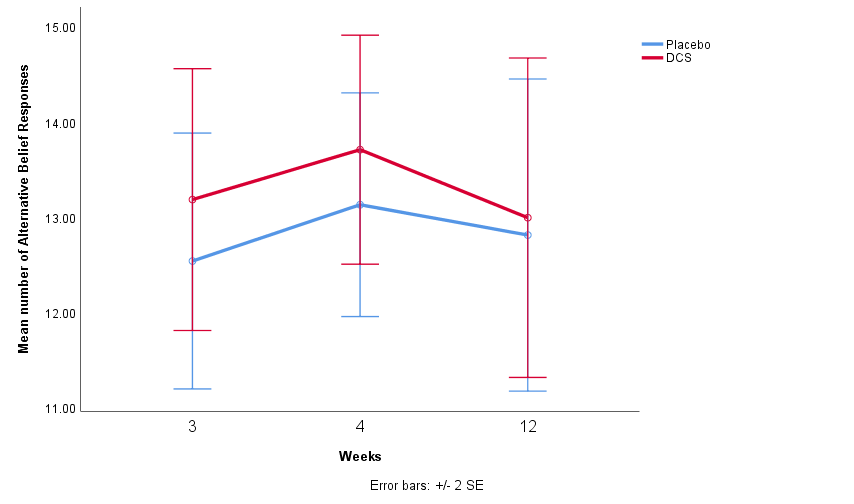 Mean number of Alternative Belief Responses
15.00
14.00
13.00
12.00
11.00
3
4
12
Weeks
Error bars: +/- 2 SE
Placebo
DCS